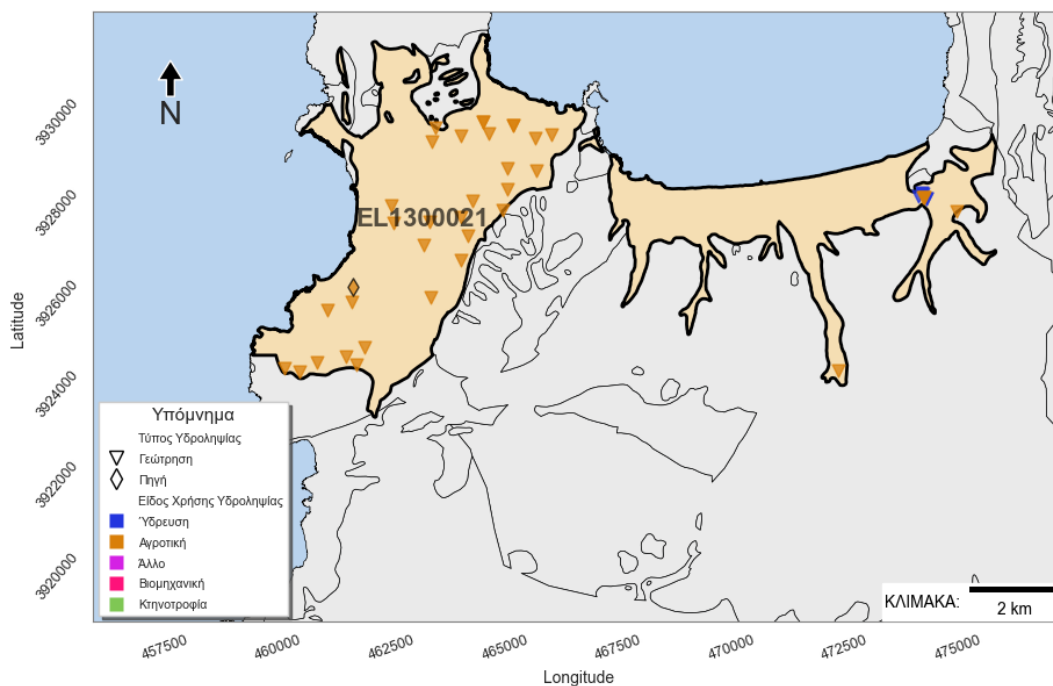 N
EL1300021
3930000
3928000
3926000
3924000
3922000
3920000
Latitude
Υπόμνημα
Τύπος Υδροληψίας
Γεώτρηση
Πηγή
Είδος Χρήσης Υδροληψίας
Ύδρευση
Αγροτική
Άλλο
Βιομηχανική
Κτηνοτροφία
ΚΛΙΜΑΚΑ:
2 km
457500
460000
462500
465000
467500
470000
472500
475000
Longitude